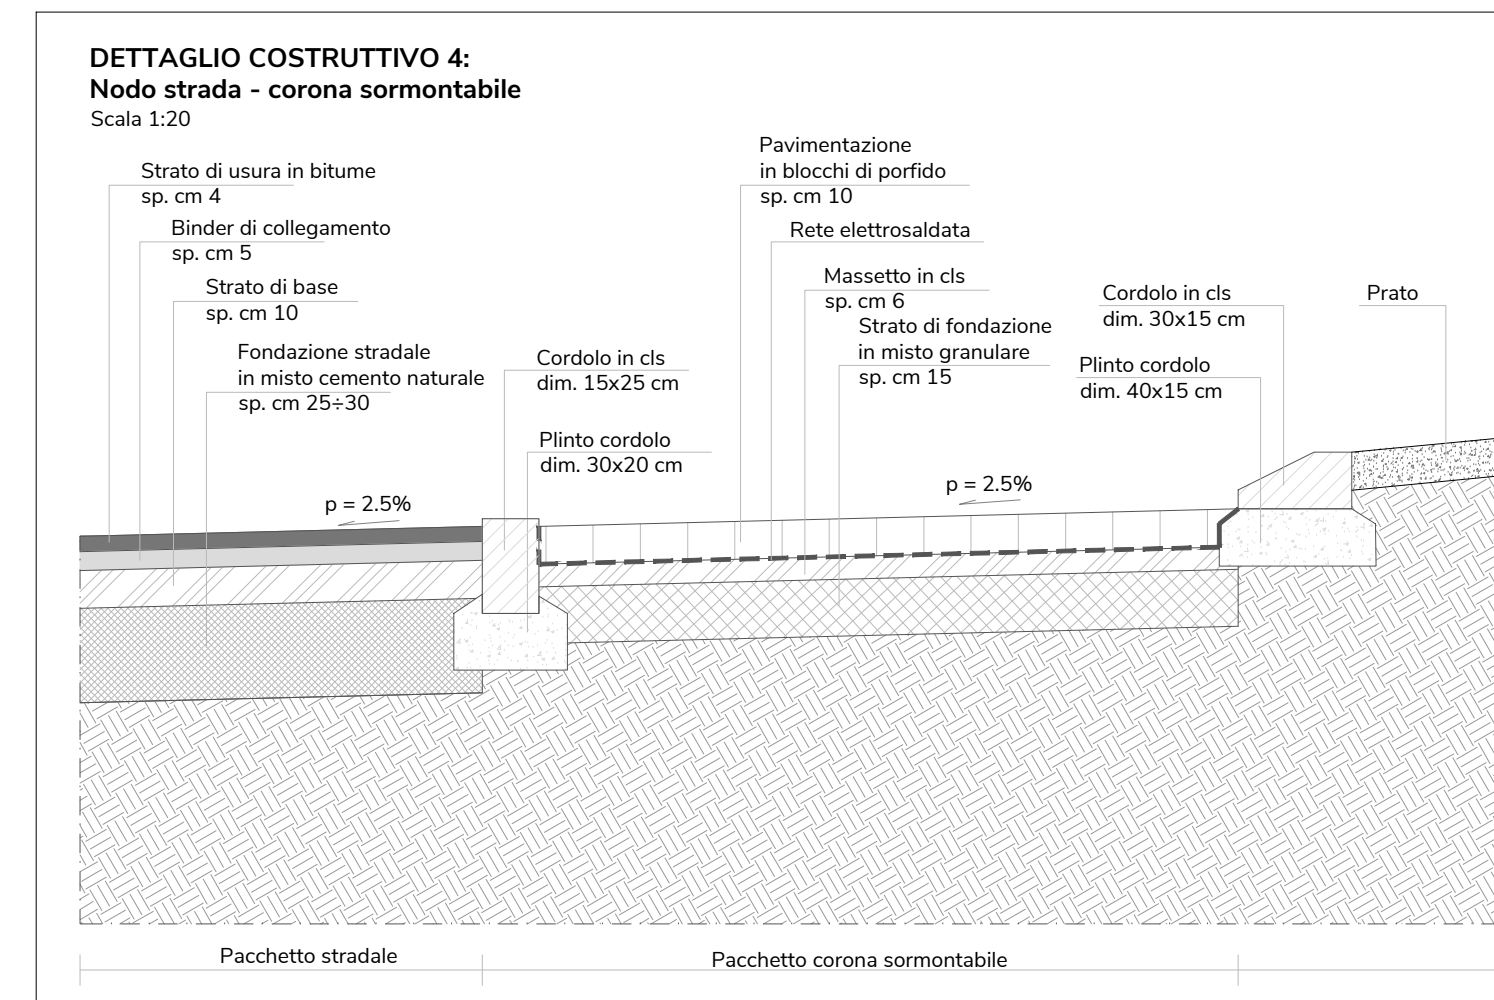 DETTAGLIO COSTRUTTIVO 4:
Nodo strada - corona sormontabile
Scala 1:20
Strato di usura in bitume
sp. cm 4
Binder di collegamento
sp. cm 5
Strato di base
sp. cm 10
Fondazione stradale
in misto cemento naturale
sp. cm 25÷30
Cordolo in cls
dim. 15x25 cm
Plinto cordolo
dim. 30x20 cm
p = 2.5%
Pavimentazione
in blocchi di porfido
sp. cm 10
Rete elettrosaldata
Massetto in cls
sp. cm 6
Strato di fondazione
in misto granulare
sp. cm 15
Cordolo in cls
dim. 30x15 cm
Plinto cordolo
dim. 40x15 cm
Prato
p = 2.5%
Pacchetto stradale
Pacchetto corona sormontabile